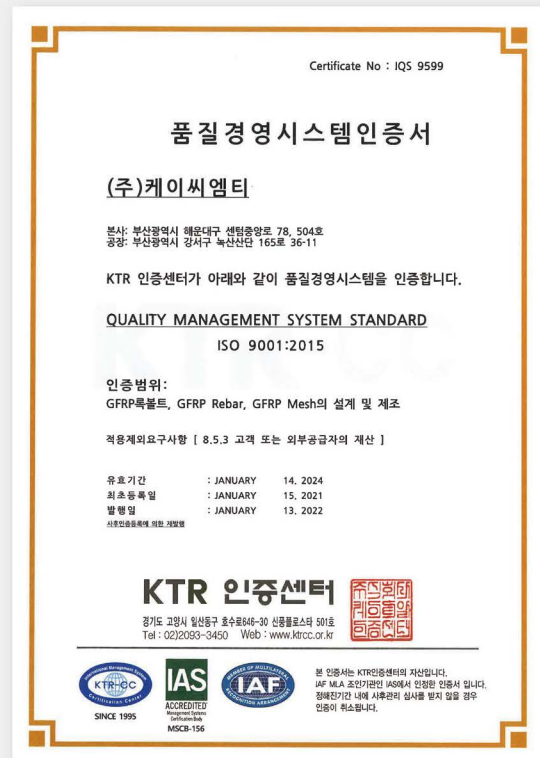 Certificate No : IQS 9599
품질경영시스템인증서
(주)케이씨엠티
본사: 부산광역시 해운대구 센텀중앙로 78, 504호
공장: 부산광역시 강서구 녹산산단 165로 36-11
KTR 인증센터가 아래와 같이 품질경영시스템을 인증합니다.
QUALITY MANAGEMENT SYSTEM STANDARD
ISO 9001:2015
인증범위:
GFRP록볼트, GFRP Rebar, GFRP Mesh의 설계 및 제조
적용제외요구사항 [ 8.5.3 고객 또는 외부공급자의 재산 ]
유효기간 : JANUARY 14. 2024
최초등록일 : JANUARY 15. 2021
발행일 : JANUARY 13. 2022
사후인증등록에 의한 재발행
KTR 인증센터
경기도 고양시 일산동구 호수로646-30 신풍플로스타 501호
Tel : 02)2093-3450 Web : www.ktrcc.or.kr
International Management System
KTR-CC
Certification Center
SINCE 1995
IAS
ACCREDITED
Management Systems
Certification Body
MSCB-156
MEMBER OF MULTILATERAL
IAF
RECOGNITION ARRANGEMENT
본 인증서는 KTR인증센터의 자산입니다.
IAF MLA 조인기관인 IAS에서 인정한 인증서 입니다.
정해진기간 내에 사후관리 심사를 받지 않을 경우
인증이 취소됩니다.